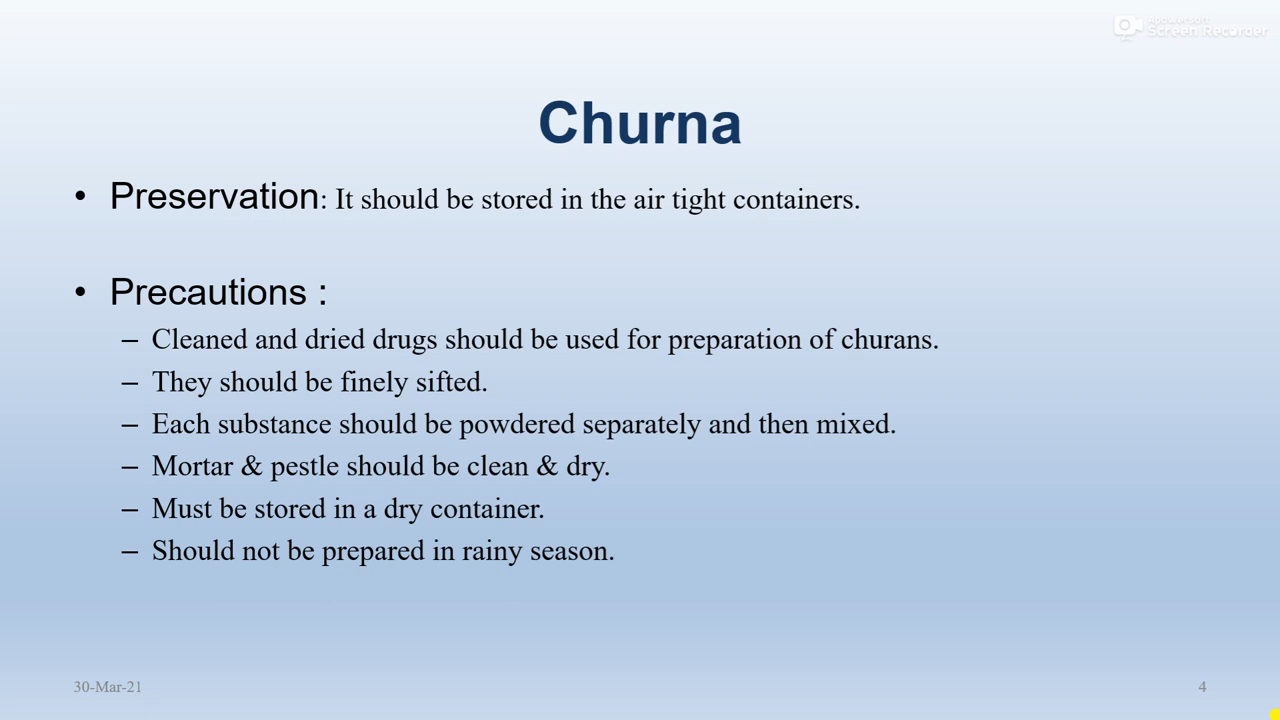 Apowersoft
Screen Recorder
Churna
• Preservation: It should be stored in the air tight containers.
• Precautions :
– Cleaned and dried drugs should be used for preparation of churans.
– They should be finely sifted.
– Each substance should be powdered separately and then mixed.
– Mortar & pestle should be clean & dry.
– Must be stored in a dry container.
– Should not be prepared in rainy season.
30-Mar-21
4